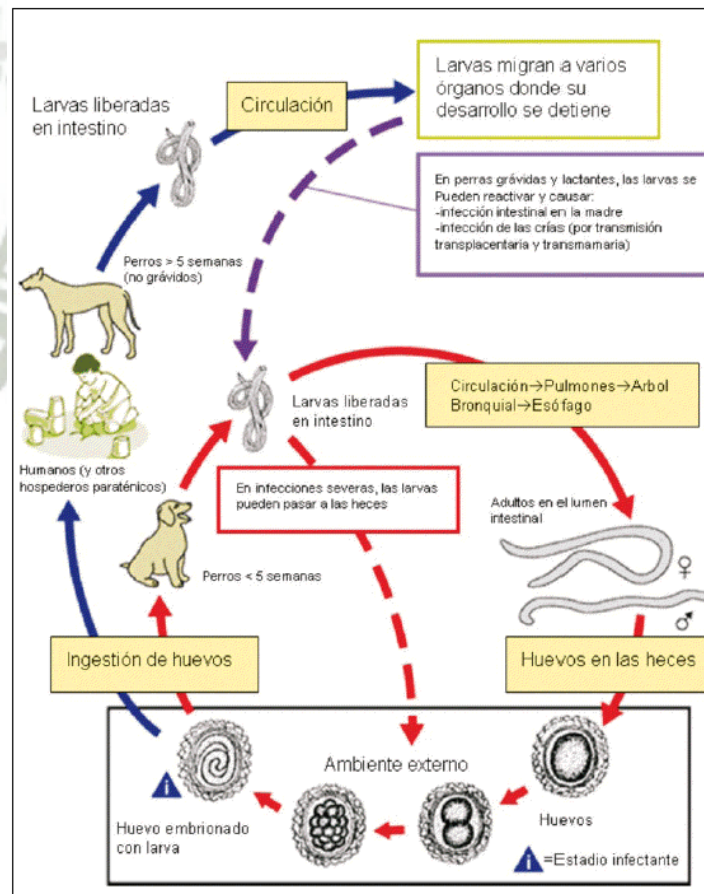 Larvas liberadas
en intestino
Circulación
Larvas migran a varios
órganos donde su
desarrollo se detiene
En perras grávidas y lactantes, las larvas se
Pueden reactivar y causar:
-infección intestinal en la madre
-infección de las crías (por transmisión
transplacentaria y transmamaria)
Perros > 5 semanas
(no grávidos)
Humanos (y otros
hospederos paraténicos)
Larvas liberadas
en intestino
Circulación→Pulmones→Arbol
Bronquial→Esófago
En infecciones severas, las larvas
pueden pasar a las heces
Perros < 5 semanas
Adultos en el lumen
intestinal
♀
♂
Ingestión de huevos
Huevos en las heces
Ambiente externo
i
Huevo embrionado
con larva
Huevos
i =Estadio infectante